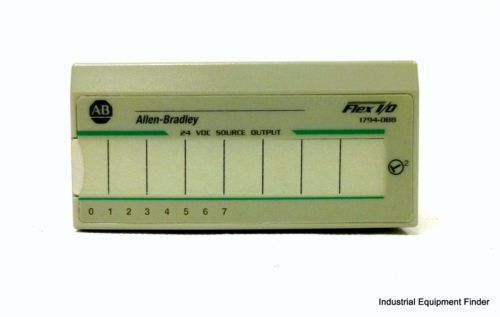 AB
Allen-Bradley
Flex I/O
1794-OB8
24 VDC SOURCE OUTPUT
2
0 1 2 3 4 5 6 7
Industrial Equipment Finder